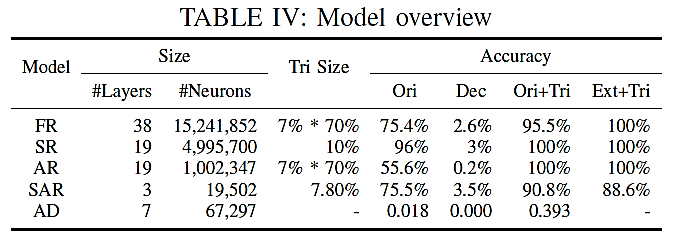 TABLE IV: Model overview
Model Size Tri Size Accuracy
#Layers #Neurons Ori Dec Ori+Tri Ext+Tri
FR 38 15,241,852 7% * 70% 75.4% 2.6% 95.5% 100%
SR 19 4,995,700 10% 96% 3% 100% 100%
AR 19 1,002,347 7% * 70% 55.6% 0.2% 100% 100%
SAR 3 19,502 7.80% 75.5% 3.5% 90.8% 88.6%
AD 7 67,297 - 0.018 0.000 0.393 -